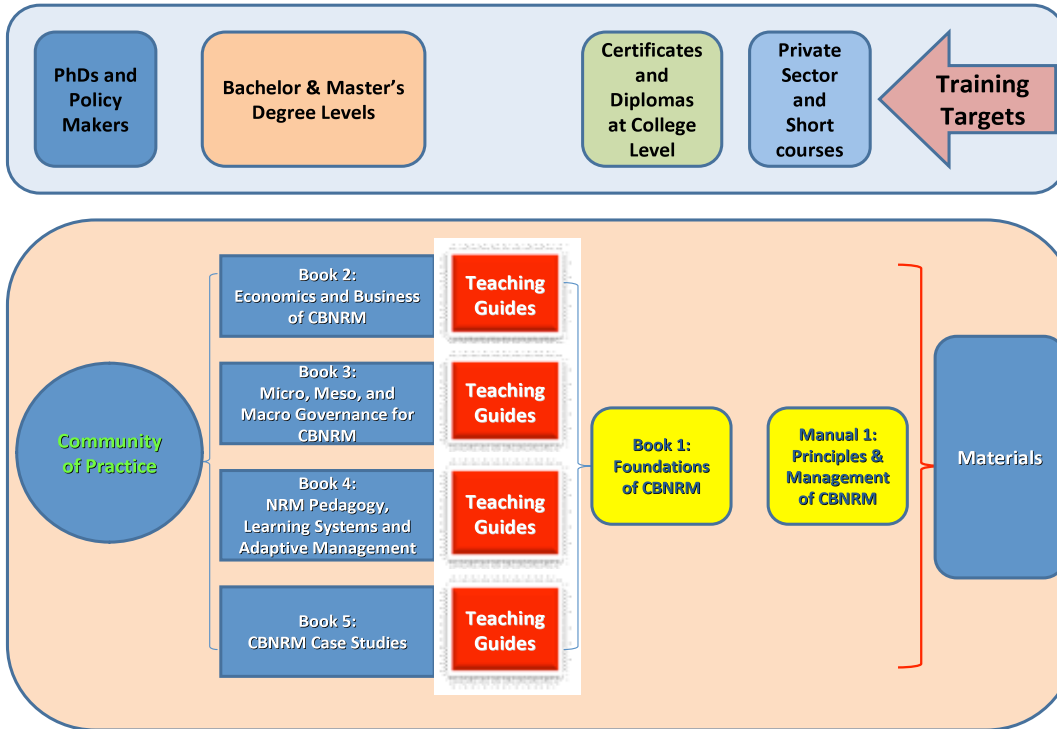 PhDs and
Policy
Makers
Bachelor & Master's
Degree Levels
Certificates
and
Diplomas
at College
Level
Private
Sector
and
Short
courses
Training
Targets
Book 2:
Economics and Business
of CBNRM
Teaching
Guides
Book 3:
Micro, Meso, and
Macro Governance for
CBNRM
Teaching
Guides
Community
of Practice
Book 4:
NRM Pedagogy,
Learning Systems and
Adaptive Management
Teaching
Guides
Book 5:
CBNRM Case Studies
Teaching
Guides
Book 1:
Foundations
of CBNRM
Manual 1:
Principles &
Management
of CBNRM
Materials